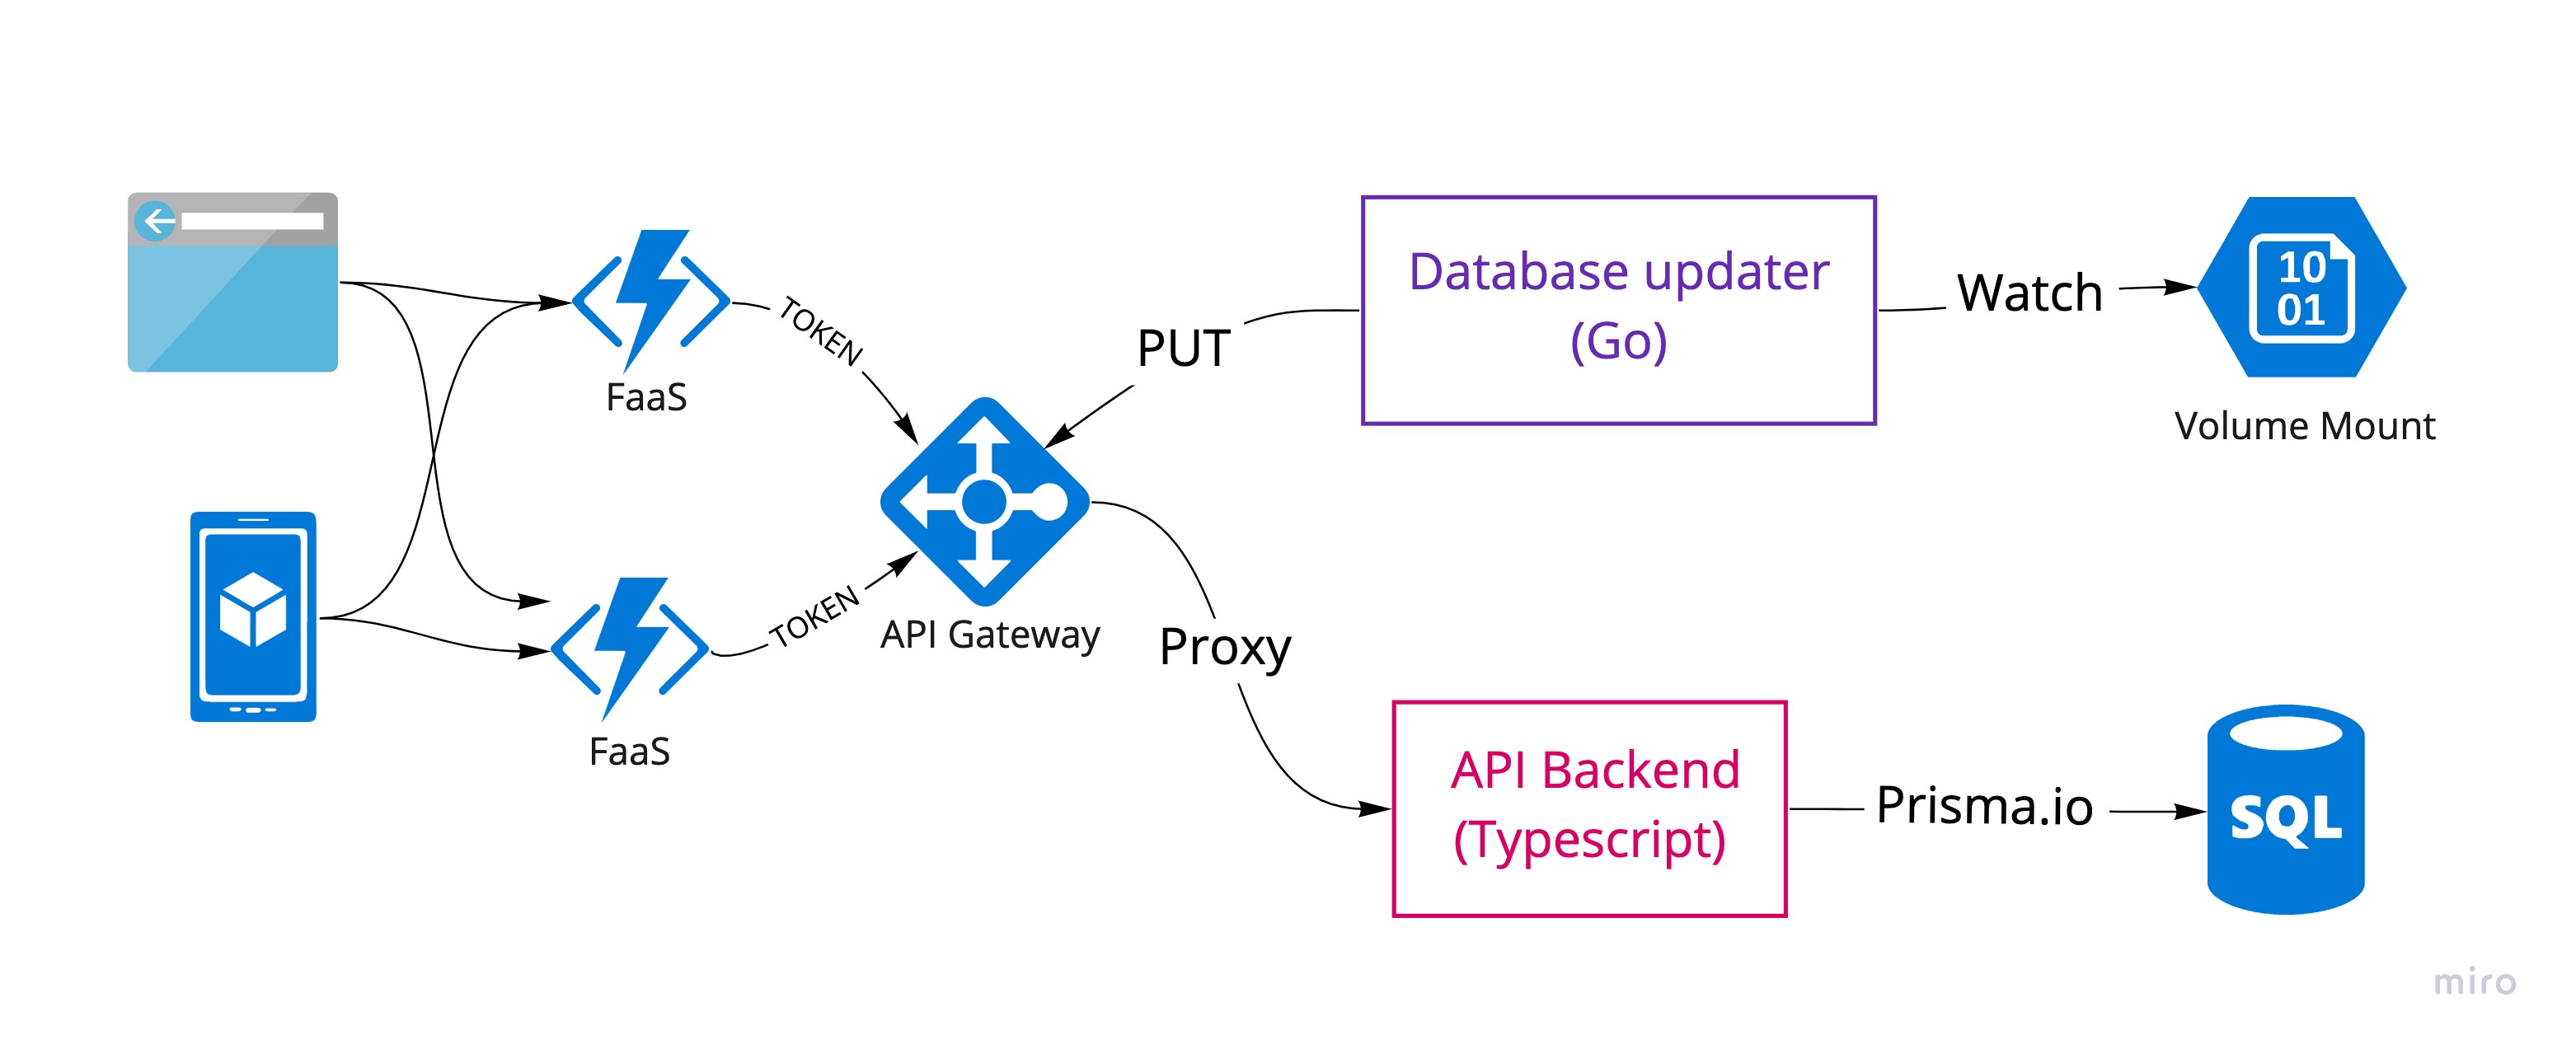 FaaS
TOKEN
FaaS
TOKEN
API Gateway
PUT
Database updater
(Go)
Watch
10
01
Volume Mount
Proxy
API Backend
(Typescript)
Prisma.io
SQL
miro